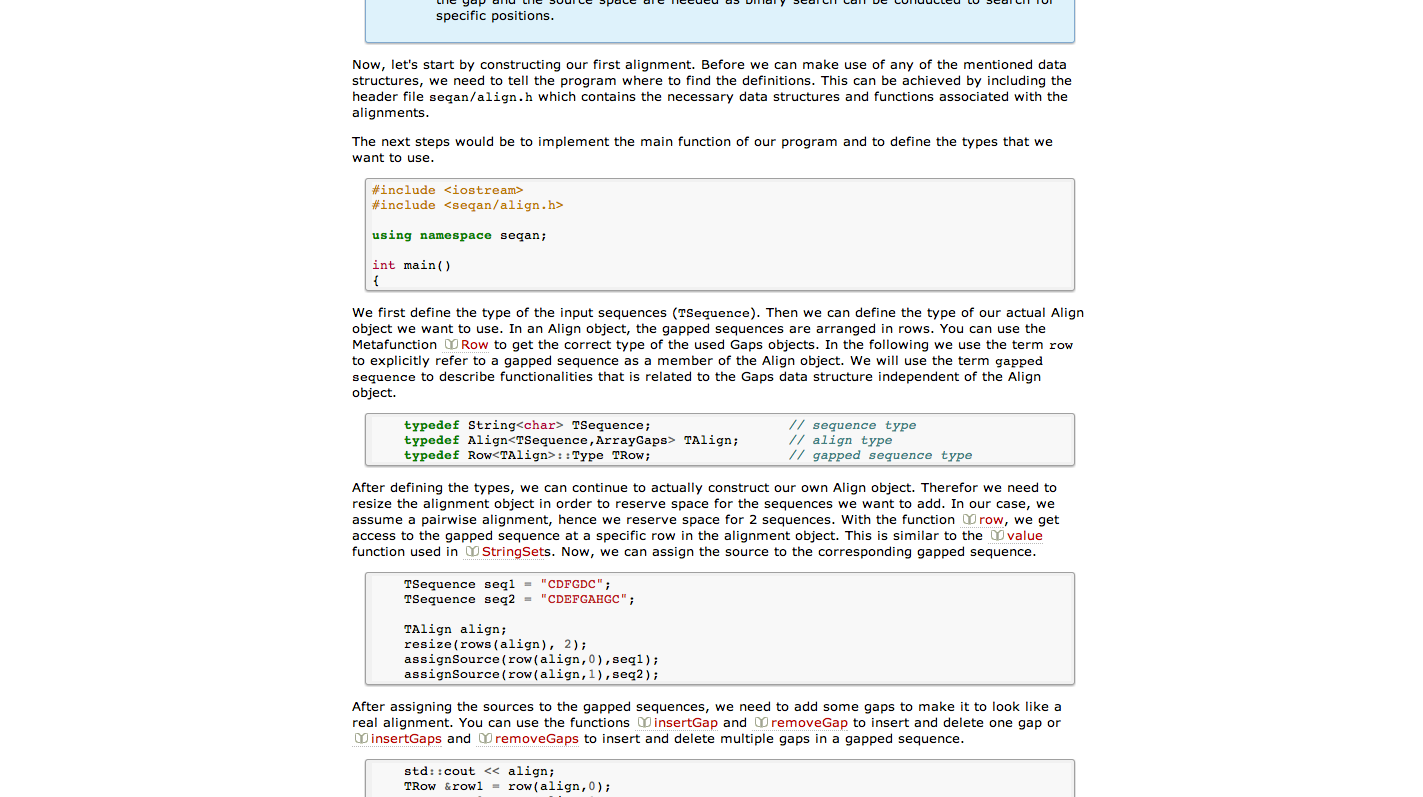 the gap and the source space are needed as binary search can be conducted to search for
specific positions.
Now, let's start by constructing our first alignment. Before we can make use of any of the mentioned data
structures, we need to tell the program where to find the definitions. This can be achieved by including the
header file seqan/align.h which contains the necessary data structures and functions associated with the
alignments.
The next steps would be to implement the main function of our program and to define the types that we
want to use.
#include <iostream>
#include <seqan/align.h>
using namespace seqan;
int main()
{
We first define the type of the input sequences (TSequence). Then we can define the type of our actual Align
object we want to use. In an Align object, the gapped sequences are arranged in rows. You can use the
Metafunction Row to get the correct type of the used Gaps objects. In the following we use the term row
to explicitly refer to a gapped sequence as a member of the Align object. We will use the term gapped
sequence to describe functionalities that is related to the Gaps data structure independent of the Align
object.
typedef String<char> TSequence; // sequence type
typedef Align<TSequence,ArrayGaps> TAlign; // align type
typedef Row<TAlign>::Type TRow; // gapped sequence type
After defining the types, we can continue to actually construct our own Align object. Therefor we need to
resize the alignment object in order to reserve space for the sequences we want to add. In our case, we
assume a pairwise alignment, hence we reserve space for 2 sequences. With the function row, we get
access to the gapped sequence at a specific row in the alignment object. This is similar to the value
function used in StringSets. Now, we can assign the source to the corresponding gapped sequence.
TSequence seq1 = "CDFGDC";
TSequence seq2 = "CDEFGAHGC";
TAlign align;
resize(rows(align), 2);
assignSource(row(align,0),seq1);
assignSource(row(align,1),seq2);
After assigning the sources to the gapped sequences, we need to add some gaps to make it to look like a
real alignment. You can use the functions insertGap and removeGap to insert and delete one gap or
insertGaps and removeGaps to insert and delete multiple gaps in a gapped sequence.
std::cout << align;
TRow &row1 = row(align,0);